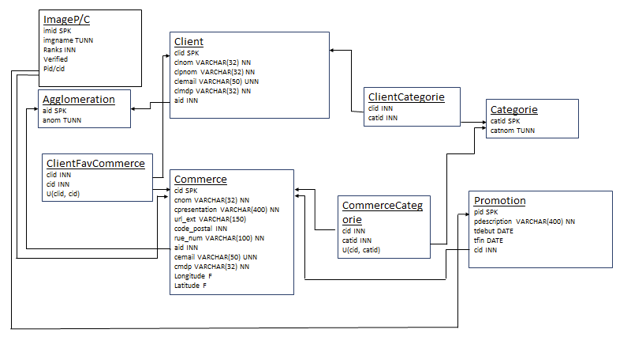 ImageP/C
imid SPK
imgname TUNN
Ranks INN
Verified
Pid/cid
Client
clid SPK
clnom VARCHAR(32) NN
clpnom VARCHAR(32) NN
clemail VARCHAR(50) UNN
clmdp VARCHAR(32) NN
aid INN
Agglomeration
aid SPK
anom TUNN
ClientCategorie
clid INN
catid INN
Categorie
catid SPK
catnom TUNN
ClientFavCommerce
clid INN
cid INN
U(clid, cid)
Commerce
cid SPK
cnom VARCHAR(32) NN
cpresentation VARCHAR(400) NN
url_ext VARCHAR(150)
code_postal INN
rue_num VARCHAR(100) NN
aid INN
cemail VARCHAR(50) UNN
cmdp VARCHAR(32) NN
Longitude F
Latitude F
CommerceCateg
orie
cid INN
catid INN
U(cid, catid)
Promotion
pid SPK
pdescription VARCHAR(400) NN
tdebut DATE
tfin DATE
cid INN